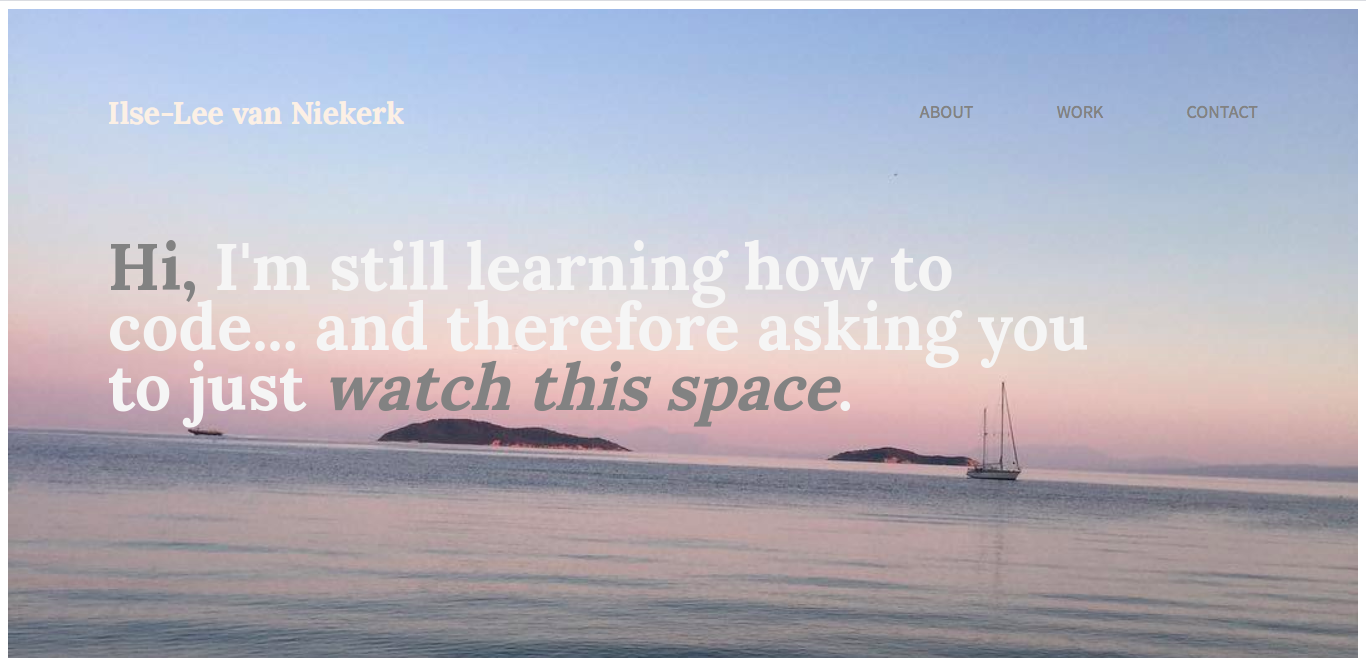 Ilse-Lee van Niekerk
ABOUT WORK CONTACT
Hi, I'm still learning how to
code... and therefore asking you
to just watch this space.